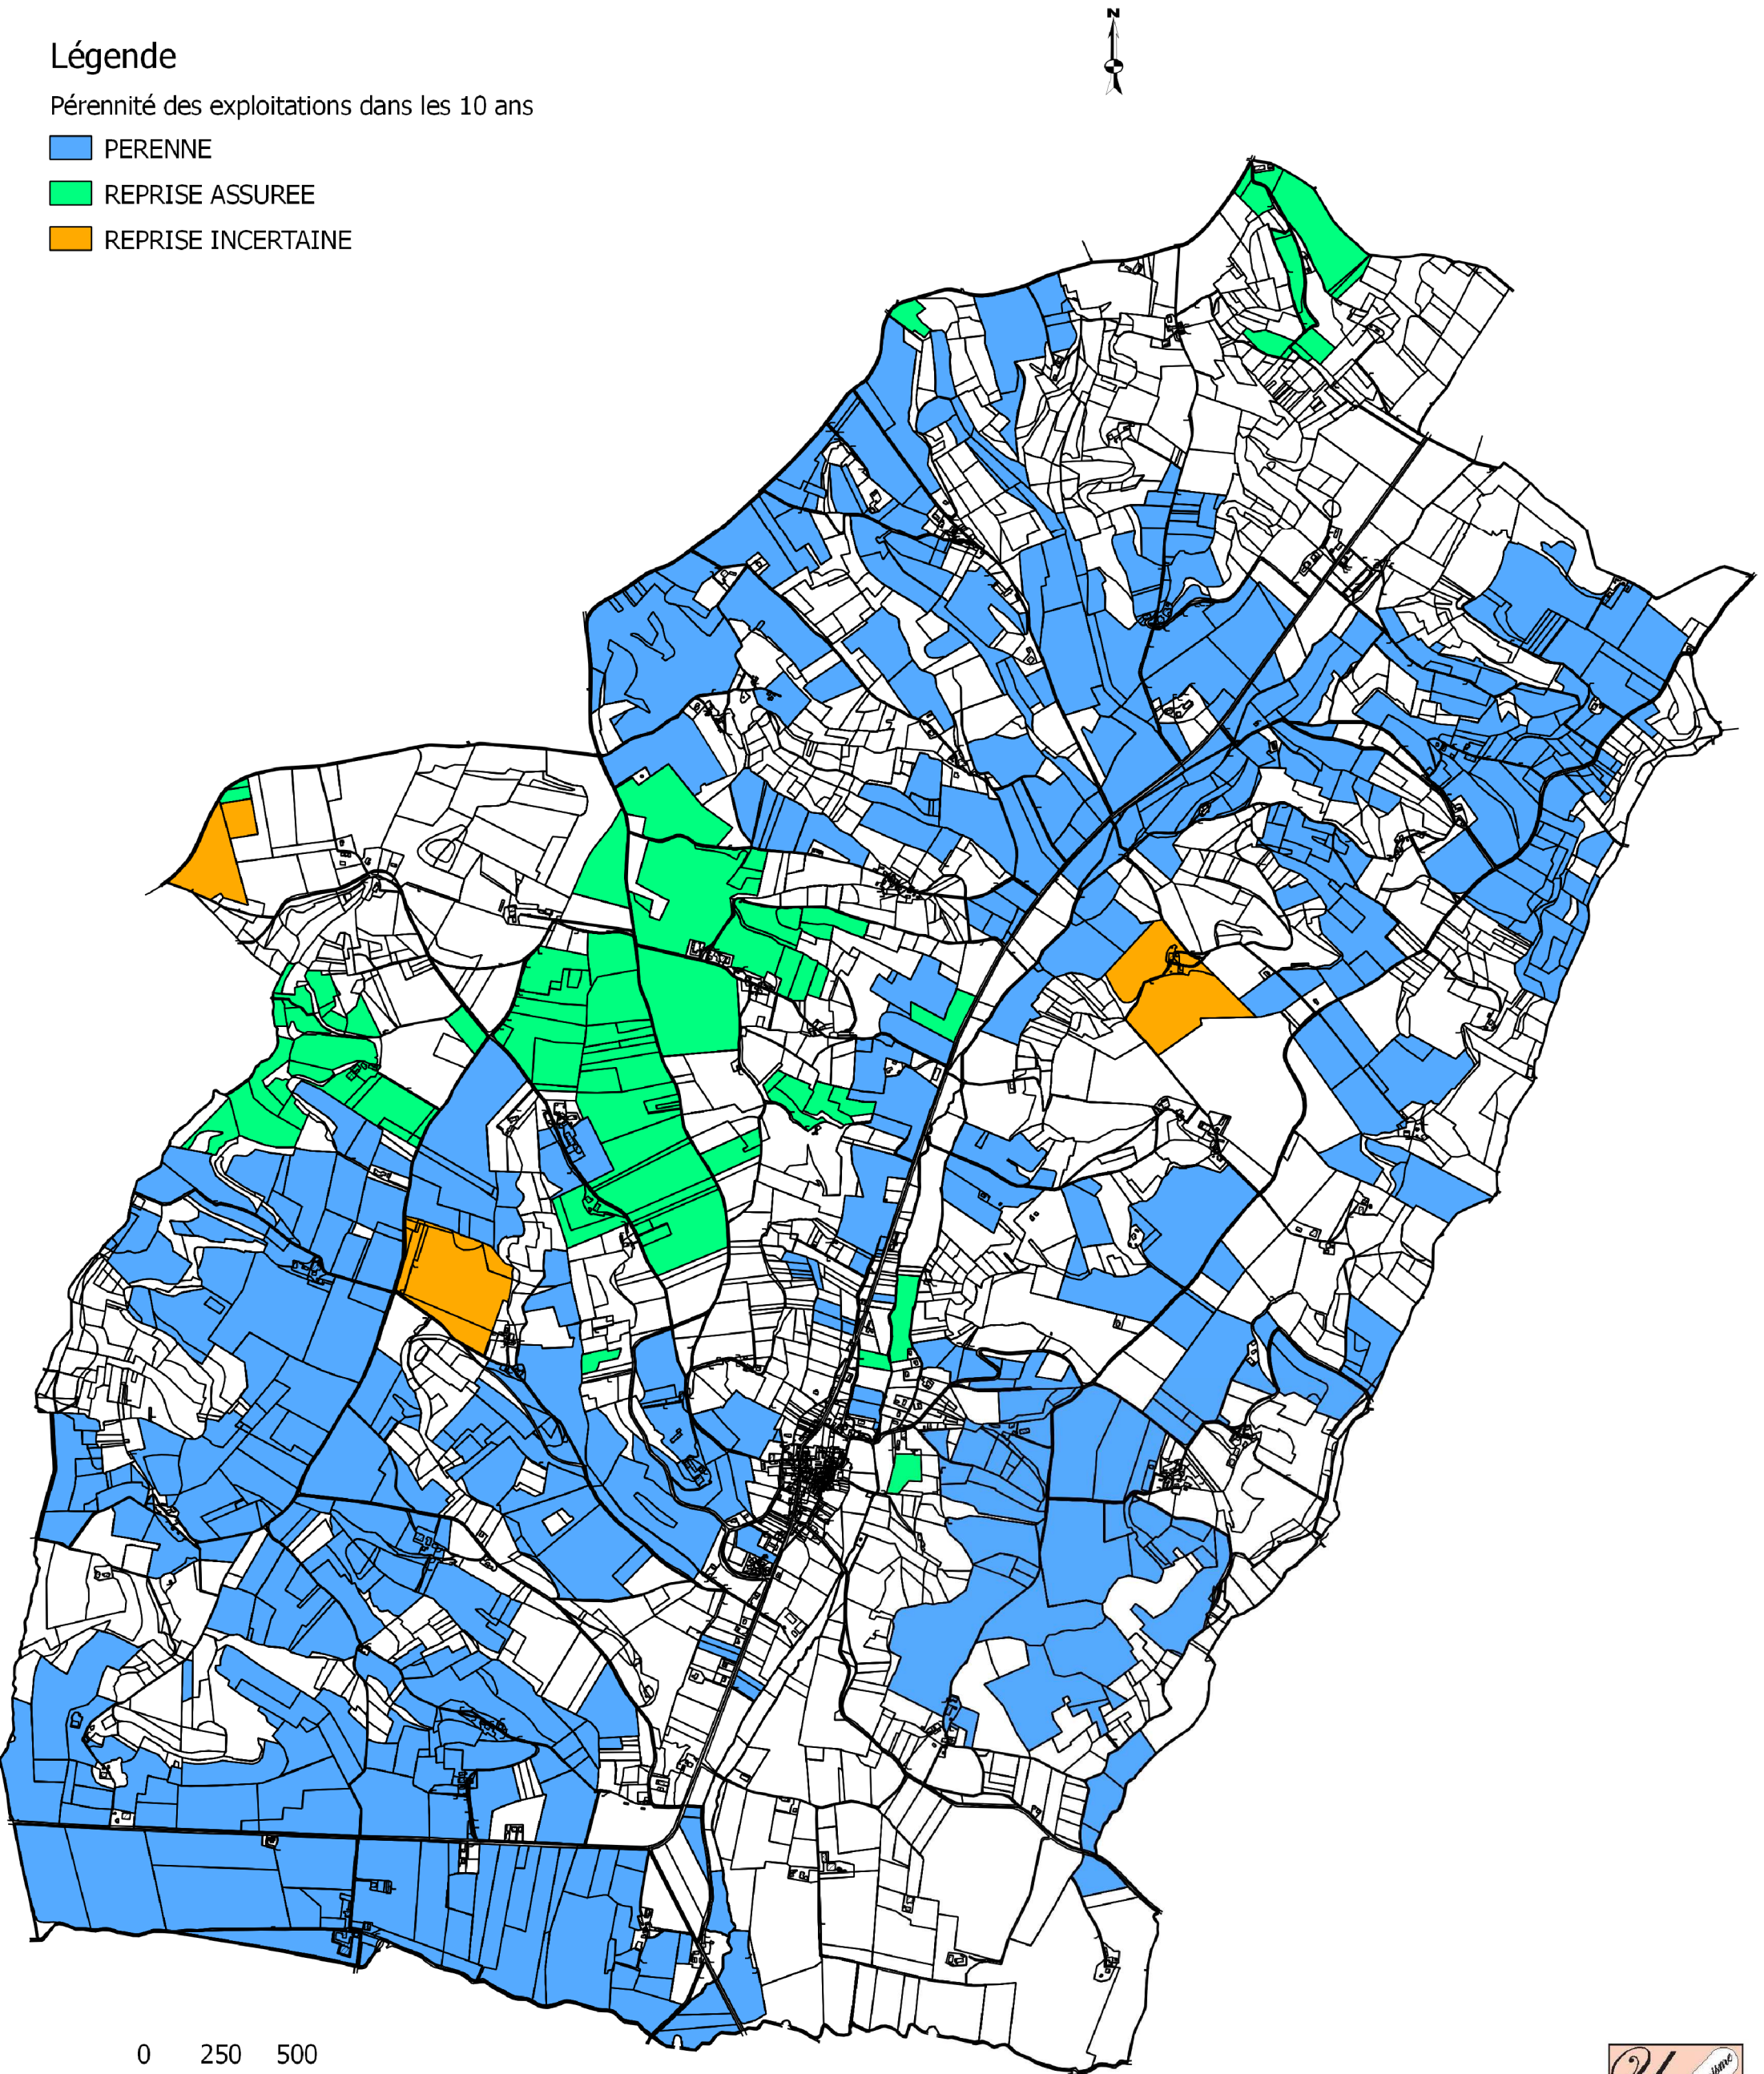 N
Légende
Pérennité des exploitations dans les 10 ans
PERENNE
REPRISE ASSUREE
REPRISE INCERTAINE
0 250 500